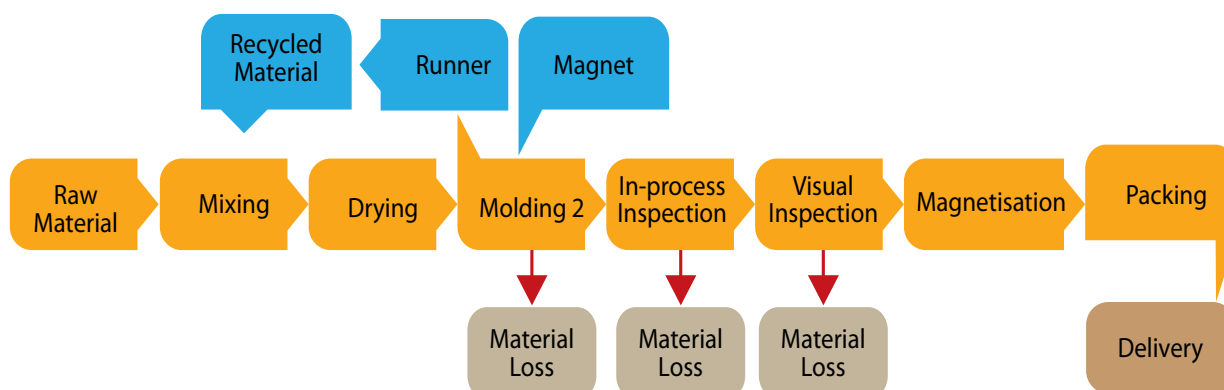 Recycled
Material
Runner
Magnet
Raw
Material
Mixing
Drying
Molding 2
In-process
Inspection
Visual
Inspection
Magnetisation
Packing
Material
Loss
Material
Loss
Material
Loss
Delivery